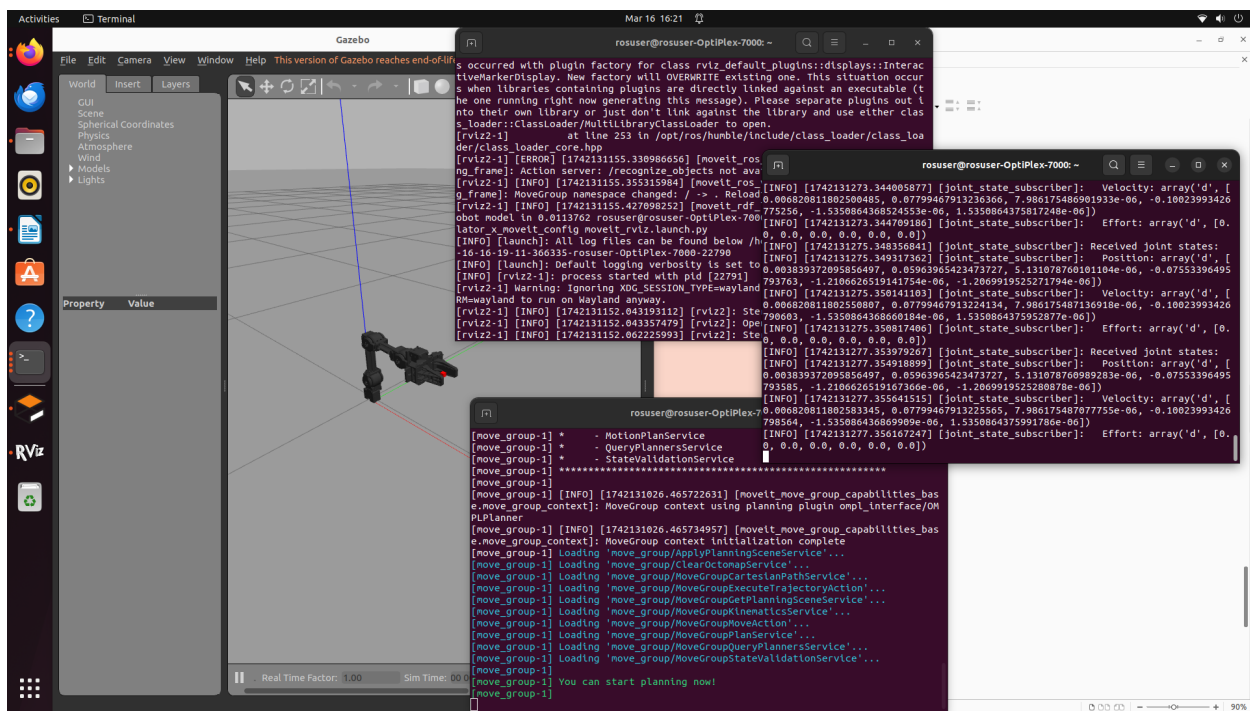 Activities
Terminal
Mar 16 16:21
Gazebo
File Edit Camera View Window Help This version of Gazebo reaches end-of-life
World Insert Layers
GUI
Scene
Spherical Coordinates
Physics
Atmosphere
Wind
Models
Lights
Property Value
Real Time Factor: 1.00 Sim Time: 00 0
RViz
rosuser@rosuser-OptiPlex-7000: ~
s occurred with plugin factory for class rviz_default_plugins::displays::Interac
tiveMarkerDisplay. New factory will OVERWRITE existing one. This situation occur
s when libraries containing plugins are directly linked against an executable (t
he one running right now generating this message). Please separate plugins out i
nto their own library or just don't link against the library and use either clas
s_loader::ClassLoader/MultiLibraryClassLoader to open.
[rviz2-1] at line 253 in /opt/ros/humble/include/class_loader/class_loa
der/class_loader_core.hpp
[rviz2-1] [ERROR] [1742131155.330986656] [moveit_ros_
ng_frame]: Action server: /recognize_objects not ava
[rviz2-1] [INFO] [1742131155.355315984] [moveit_ros_
g_frame]: MoveGroup namespace changed: / -> . Reload
[rviz2-1] [INFO] [1742131155.427098252] [moveit_rdf_
obot model in 0.0113762 rosuser@rosuser-OptiPlex-700
lator_x_moveit_config moveit_rviz.launch.py
[INFO] [launch]: All log files can be found below /h
-16-16-19-11-366335-rosuser-OptiPlex-7000-22790
[INFO] [launch]: Default logging verbosity is set to
[INFO] [rviz2-1]: process started with pid [22791]
[rviz2-1] Warning: Ignoring XDG_SESSION_TYPE=wayland
RM=wayland to run on Wayland anyway.
[rviz2-1] [INFO] [1742131152.043193112] [rviz2]: Ste
[rviz2-1] [INFO] [1742131152.043357479] [rviz2]: Ope
[rviz2-1] [INFO] [1742131152.062225993] [rviz2]: Ste
rosuser@rosuser-OptiPlex-7000: ~
[INFO] [1742131273.344005877] [joint_state_subscriber]: Velocity: array('d', [
0.006820811802500485, 0.07799467913236366, 7.986175486901933e-06, -0.10023993426
775256, -1.5350864368524553e-06, 1.5350864375817248e-06])
[INFO] [1742131273.344709186] [joint_state_subscriber]: Effort: array('d', [0.
0, 0.0, 0.0, 0.0, 0.0, 0.0])
[INFO] [1742131275.348356841] [joint_state_subscriber]: Received joint states:
[INFO] [1742131275.349317362] [joint_state_subscriber]: Position: array('d', [
0.00383937209585649​7, 0.05963965423473727, 5.131078760101104e-06, -0.07553396495
793763, -1.2106626519141754e-06, -1.2069919525271794e-06])
[INFO] [1742131275.350141103] [joint_state_subscriber]: Velocity: array('d', [
0.006820811802550807, 0.0779946791322​4134, 7.986175487136918e-06, -0.10023993426
790603, -1.5350864368660184e-06, 1.5350864375952877e-06])
[INFO] [1742131275.350817406] [joint_state_subscriber]: Effort: array('d', [0.
0, 0.0, 0.0, 0.0, 0.0, 0.0])
[INFO] [1742131277.353979267] [joint_state_subscriber]: Received joint states:
[INFO] [1742131277.354918899] [joint_state_subscriber]: Position: array('d', [
0.003839372095856497, 0.05963965423473727, 5.131078760989283e-06, -0.07553396495
793585, -1.2106626519167366e-06, -1.2069919525280878e-06])
[INFO] [1742131277.355641515] [joint_state_subscriber]: Velocity: array('d', [
0.006820811802583345, 0.07799467913225565, 7.986175487077755e-06, -0.10023993426
798564, -1.535086436869909e-06, 1.5350864375991786e-06])
[INFO] [1742131277.356167247] [joint_state_subscriber]: Effort: array('d', [0.
0, 0.0, 0.0, 0.0, 0.0, 0.0])
rosuser@rosuser-OptiPlex-7
[move_group-1] * - MotionPlanService
[move_group-1] * - QueryPlannersService
[move_group-1] * - StateValidationService
[move_group-1] ********************************************************
[move_group-1]
[move_group-1] [INFO] [1742131026.465722631] [moveit_move_group_capabilities_bas
e.move_group_context]: MoveGroup context using planning plugin ompl_interface/OM
PLPlanner
[move_group-1] [INFO] [1742131026.465734957] [moveit_move_group_capabilities_bas
e.move_group_context]: MoveGroup context initialization complete
[move_group-1] Loading 'move_group/ApplyPlanningSceneService'...
[move_group-1] Loading 'move_group/ClearOctomapService'...
[move_group-1] Loading 'move_group/MoveGroupCartesianPathService'...
[move_group-1] Loading 'move_group/MoveGroupExecuteTrajectoryAction'...
[move_group-1] Loading 'move_group/MoveGroupGetPlanningSceneService'...
[move_group-1] Loading 'move_group/MoveGroupKinematicsService'...
[move_group-1] Loading 'move_group/MoveGroupMoveAction'...
[move_group-1] Loading 'move_group/MoveGroupPlanService'...
[move_group-1] Loading 'move_group/MoveGroupQueryPlannersService'...
[move_group-1] Loading 'move_group/MoveGroupStateValidationService'...
[move_group-1]
[move_group-1] You can start planning now!
[move_group-1]
90%